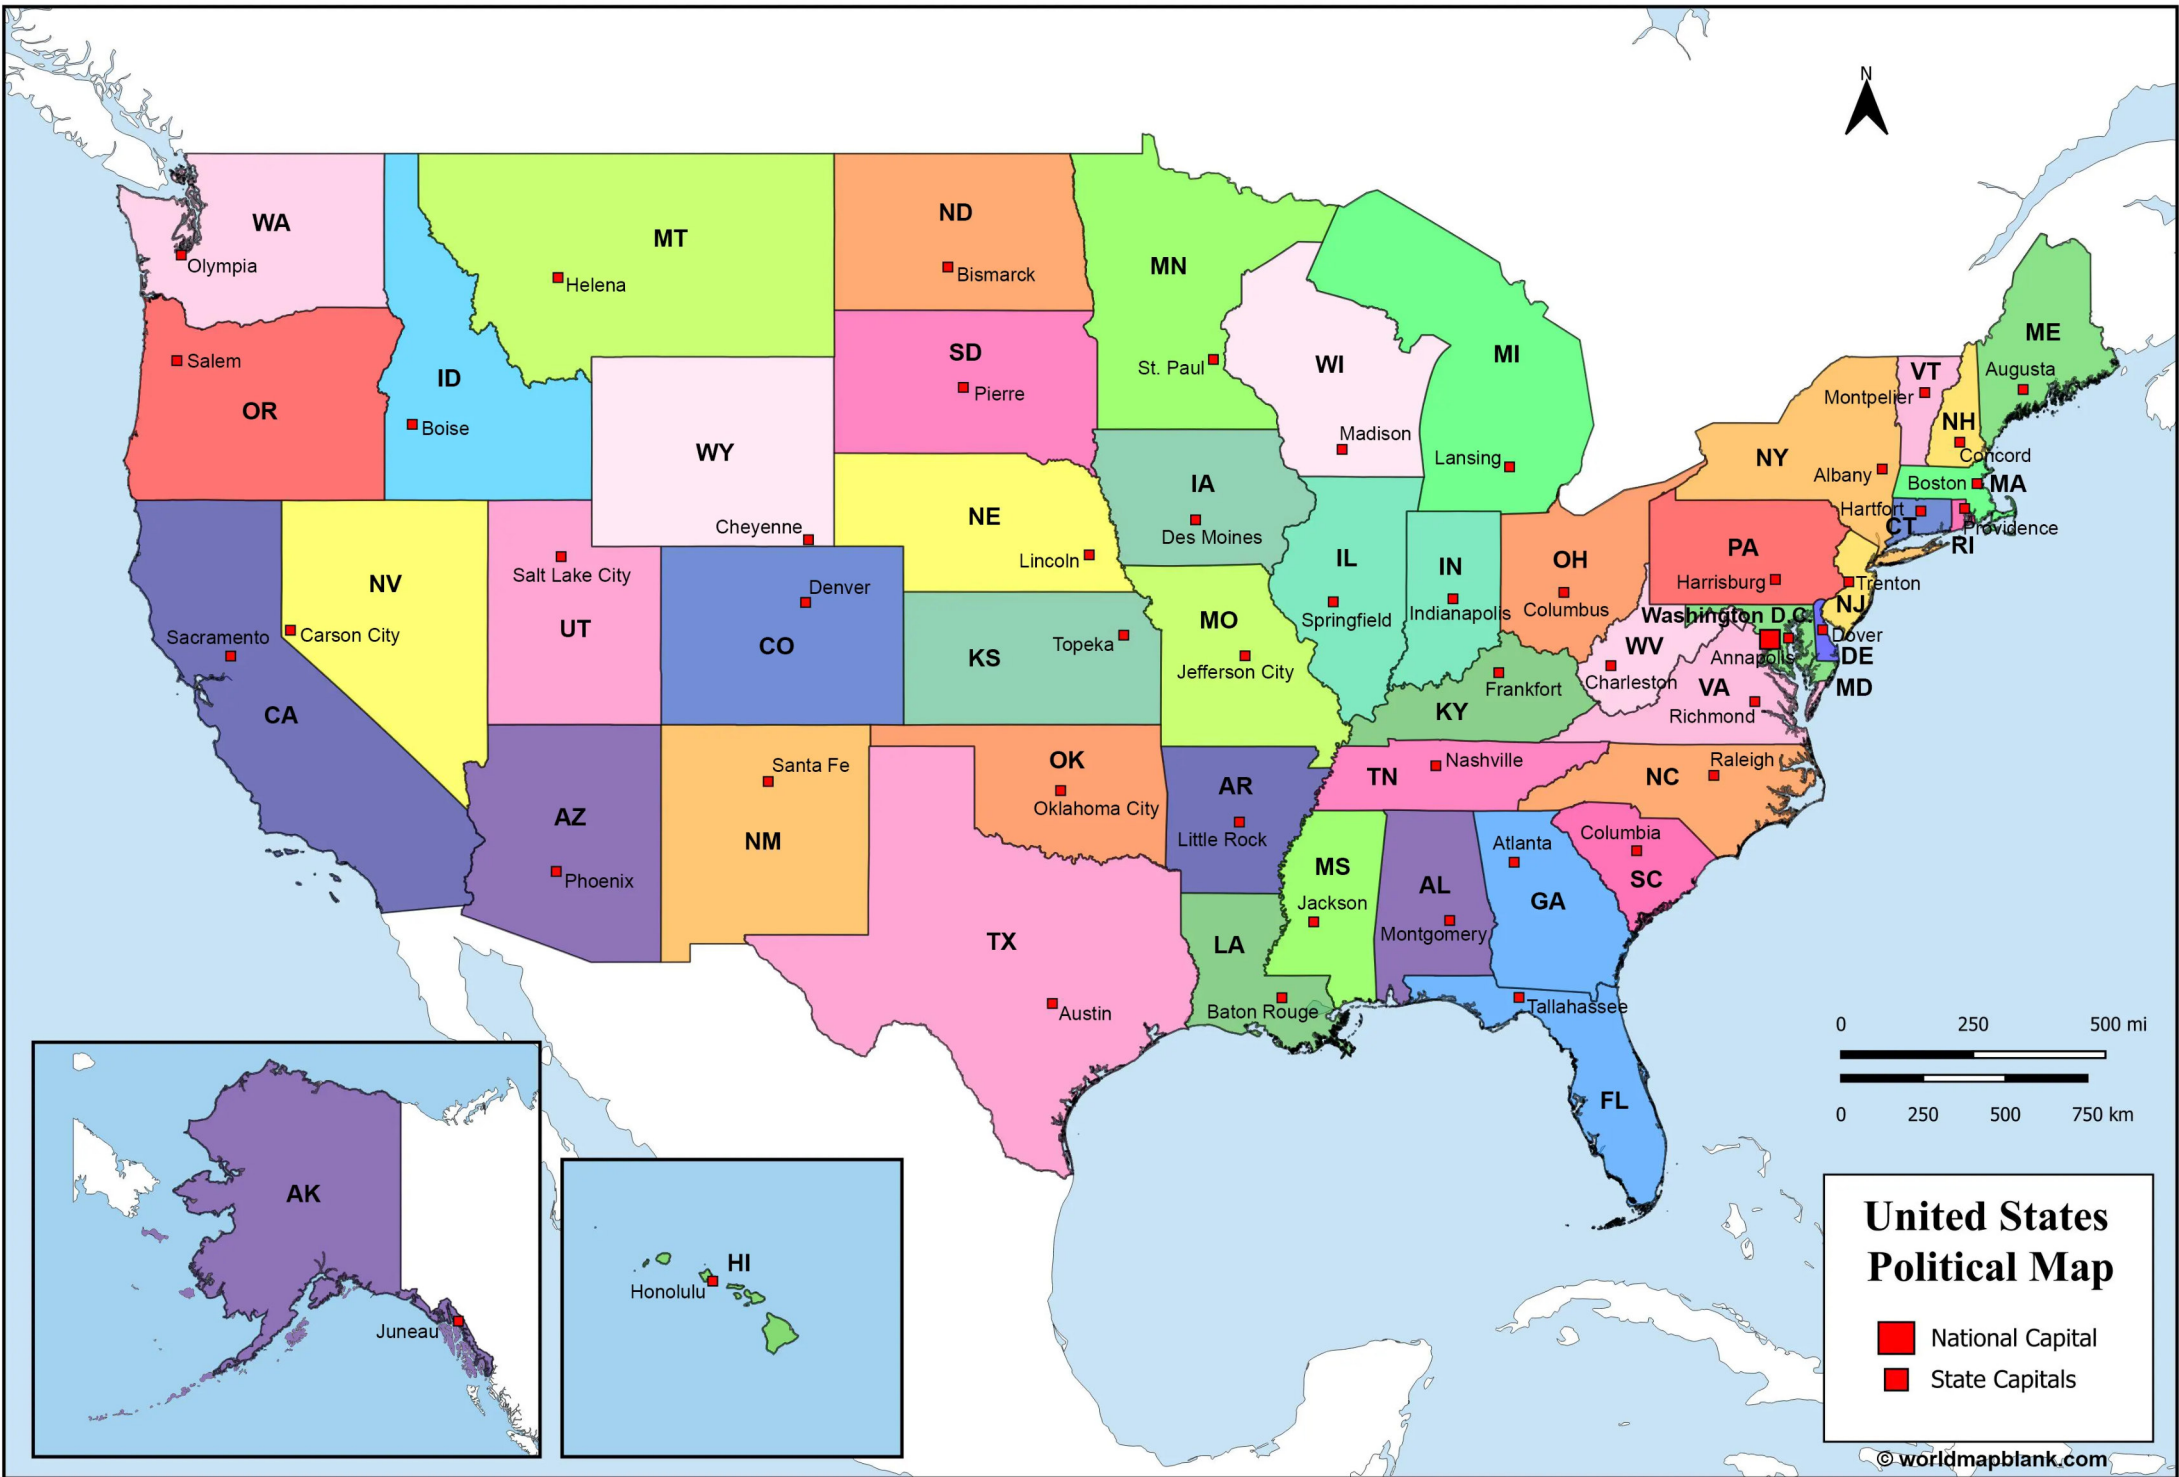 N
WA
Olympia
MT
Helena
ND
Bismarck
MN
St. Paul
OR
Salem
ID
Boise
WY
Cheyenne
SD
Pierre
WI
Madison
MI
Lansing
ME
Augusta
VT
Montpelier
NH
Concord
NY
Albany
MA
Boston
Hartfort
CT
Providence
RI
CA
Sacramento
NV
Carson City
UT
Salt Lake City
CO
Denver
NE
Lincoln
KS
Topeka
IA
Des Moines
MO
Jefferson City
IL
Springfield
IN
Indianapolis
OH
Columbus
PA
Harrisburg
Trenton
NJ
Washington D.C.
Annapolis
Dover
DE
MD
WV
Charleston
VA
Richmond
KY
Frankfort
TN
Nashville
NC
Raleigh
AZ
Phoenix
NM
Santa Fe
OK
Oklahoma City
TX
Austin
AR
Little Rock
LA
Baton Rouge
MS
Jackson
AL
Montgomery
GA
Atlanta
SC
Columbia
FL
Tallahassee
AK
Juneau
HI
Honolulu
0 250 500 mi
0 250 500 750 km
United States
Political Map
National Capital
State Capitals
© worldmapblank.com